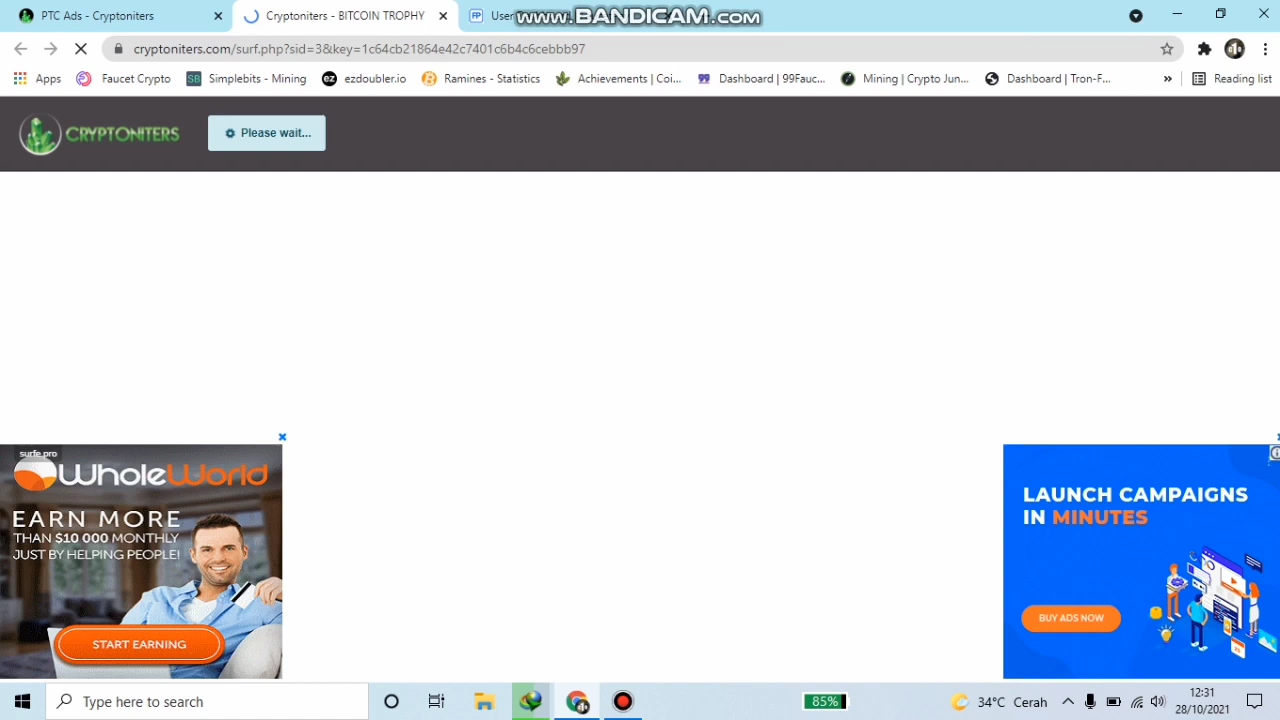 PTC Ads - Cryptoniters
Cryptoniters - BITCOIN TROPHY
FP
User
www.BANDICAM.com
cryptoniters.com/surf.php?sid=3&key=1c64cb21864e42c7401c6b4c6cebbb97
Apps
Faucet Crypto
SB
Simplebits - Mining
ez
ezdoubler.io
Ramines - Statistics
Achievements | Coi...
Dashboard | 99Fauc...
Mining | Crypto Jun...
Dashboard | Tron-F...
»
Reading list
CRYPTONITERS
Please wait...
surfe.pro
WholeWorld
EARN MORE
THAN $10 000 MONTHLY
JUST BY HELPING PEOPLE!
START EARNING
LAUNCH CAMPAIGNS
IN MINUTES
BUY ADS NOW
Type here to search
85%
34°C Cerah
12:31
28/10/2021